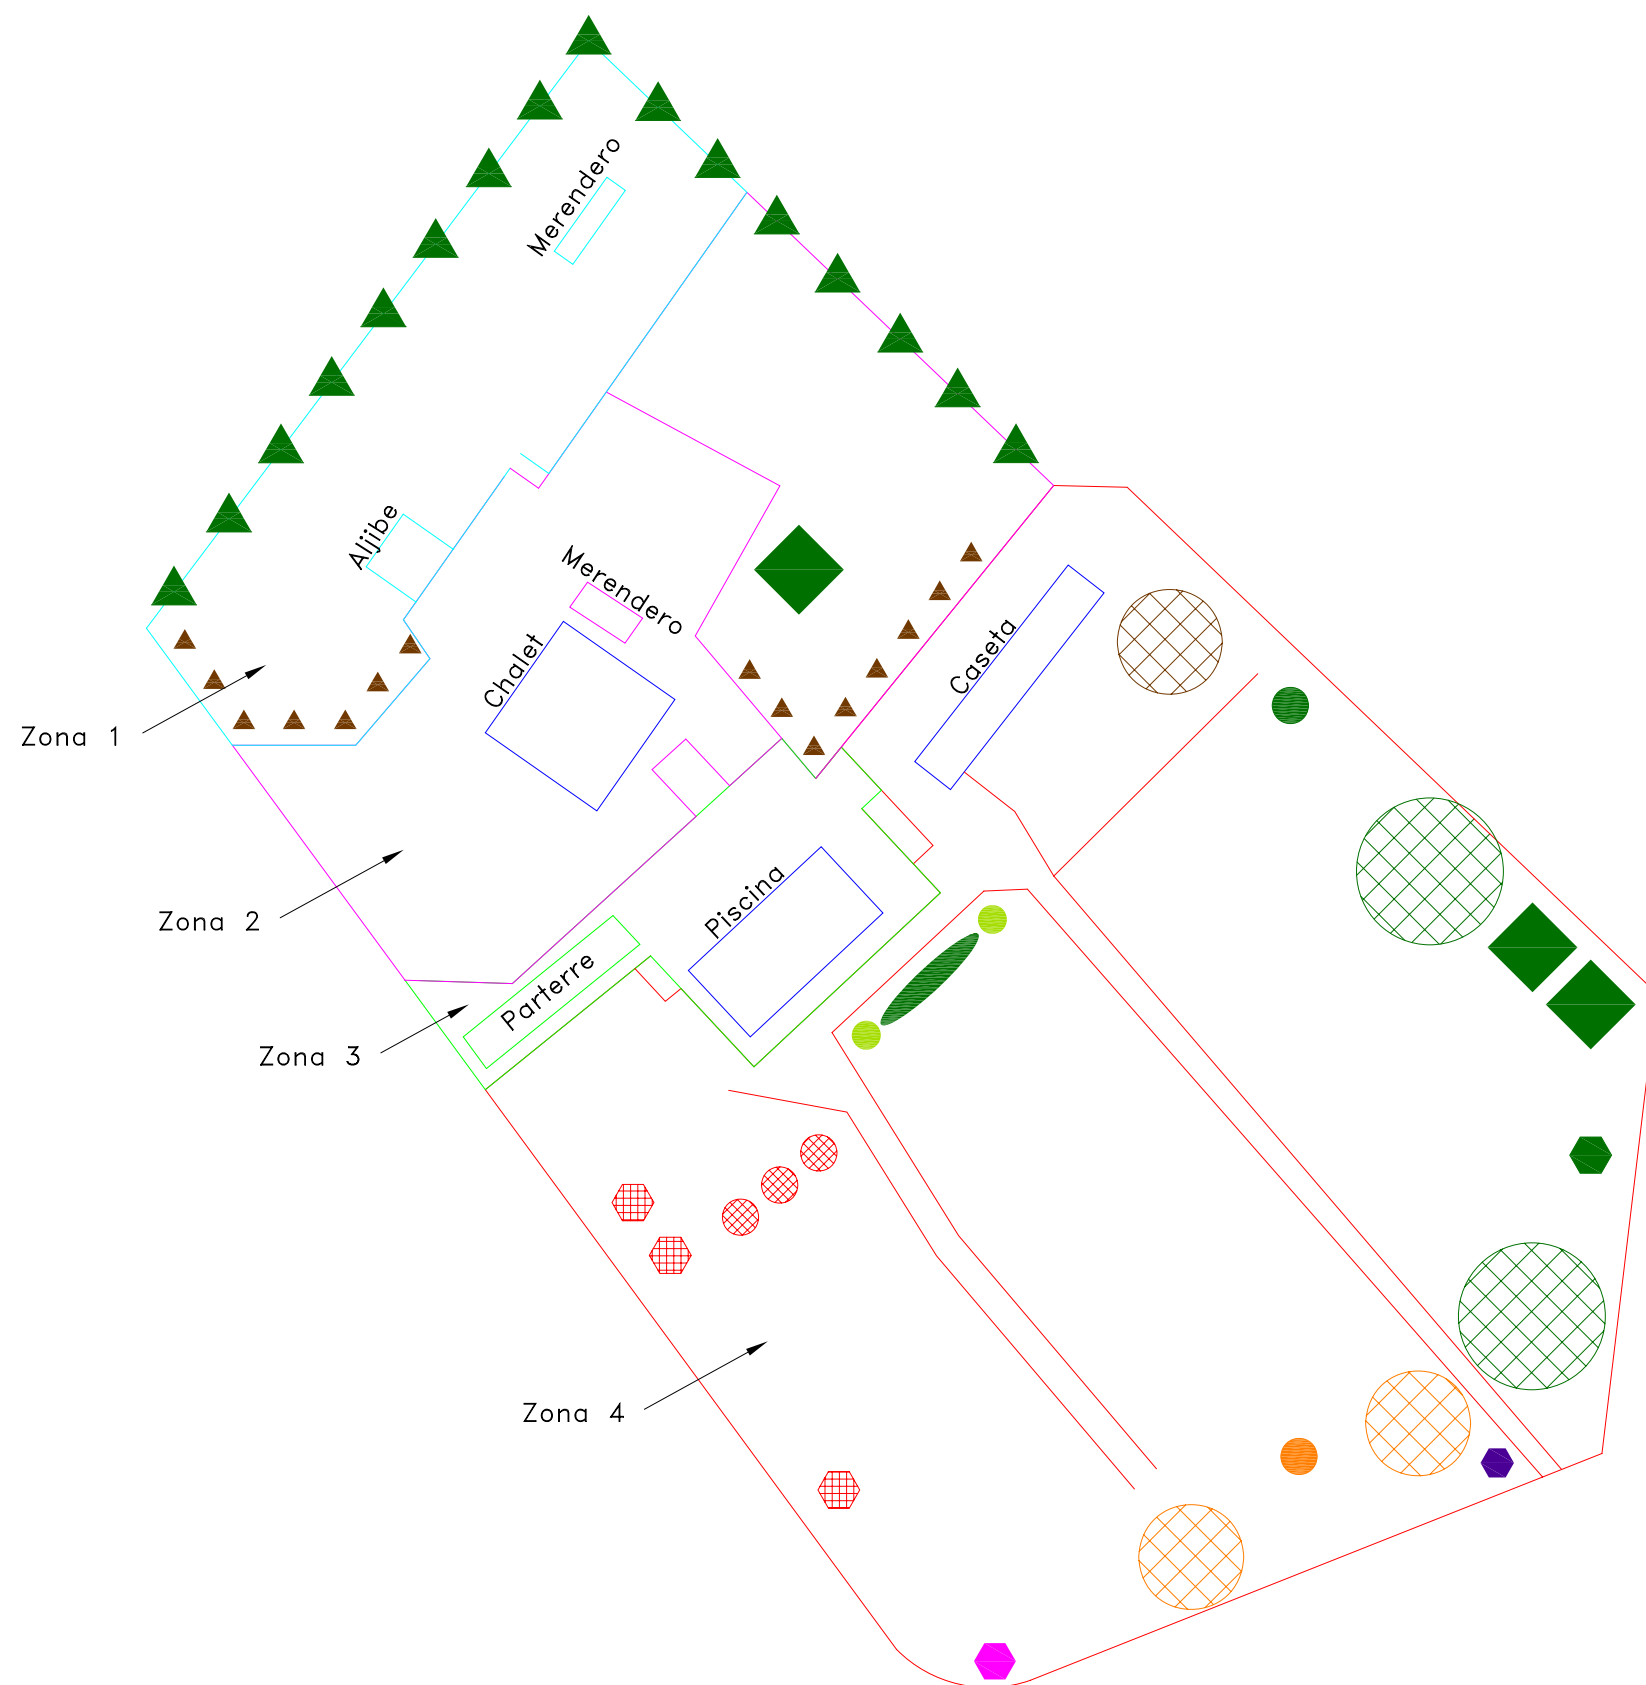 Merendero
Aljibe
Merendero
Chalet
Caseta
Zona 1
Piscina
Zona 2
Parterre
Zona 3
Zona 4